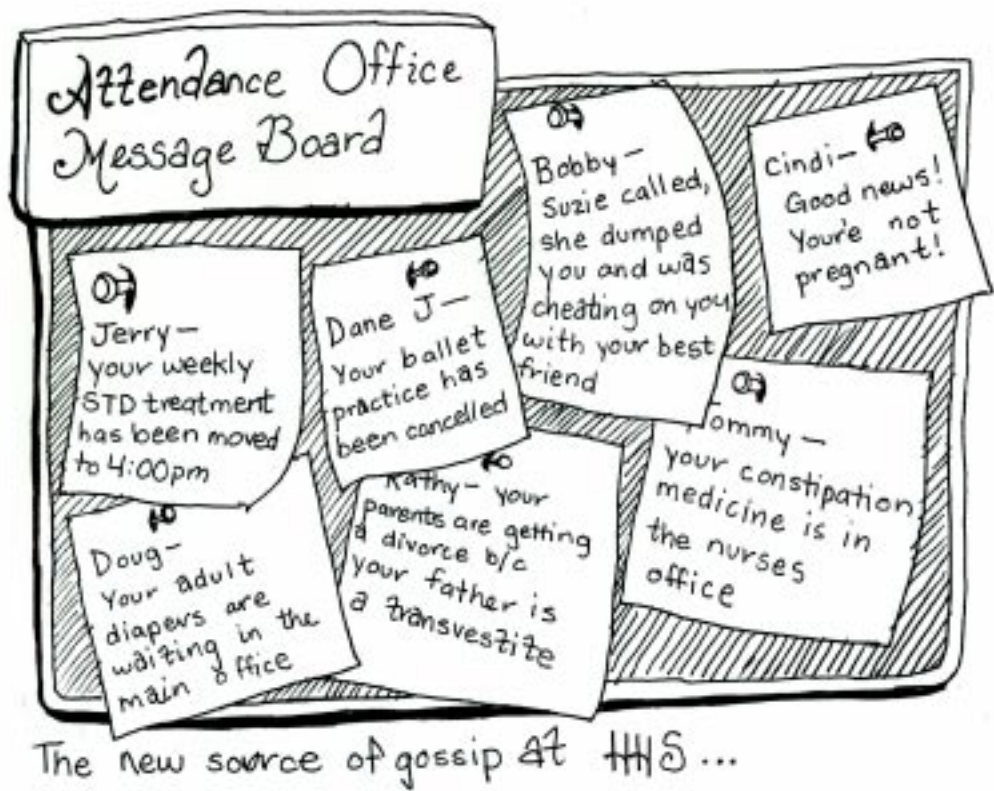 Attendance Office
Message Board
Bobby—
Suzie called,
she dumped
you and was
cheating on you
with your best
friend
Cindi—
Good news!
Your'e not
pregnant!
Jerry—
your weekly
STD treatment
has been moved
to 4:00pm
Dane J—
Your ballet
practice has
been cancelled
Tommy—
your constipation
medicine is in
the nurses
office
Doug—
Your adult
diapers are
waiting in the
main office
Kathy— your
parents are getting
a divorce b/c
your father is
a transvestite
The new source of gossip at HHS...